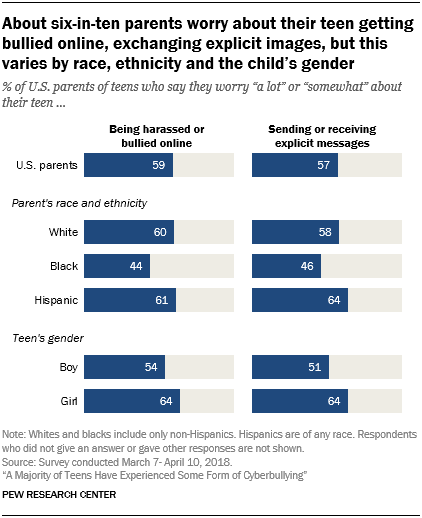 About six-in-ten parents worry about their teen getting
bullied online, exchanging explicit images, but this
varies by race, ethnicity and the child's gender
% of U.S. parents of teens who say they worry “a lot” or “somewhat” about
their teen ...
Being harassed or
bullied online
Sending or receiving
explicit messages
U.S. parents 59 57
Parent's race and ethnicity
White 60 58
Black 44 46
Hispanic 61 64
Teen's gender
Boy 54 51
Girl 64 64
Note: Whites and blacks include only non-Hispanics. Hispanics are of any race. Respondents
who did not give an answer or gave other responses are not shown.
Source: Survey conducted March 7- April 10, 2018.
“A Majority of Teens Have Experienced Some Form of Cyberbullying”
PEW RESEARCH CENTER